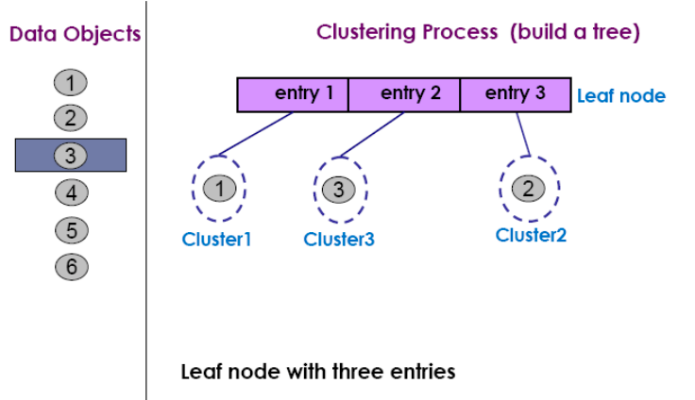 Data Objects
1
2
3
4
5
6
Clustering Process (build a tree)
entry 1
entry 2
entry 3
Leaf node
1
3
2
Cluster1
Cluster3
Cluster2
Leaf node with three entries